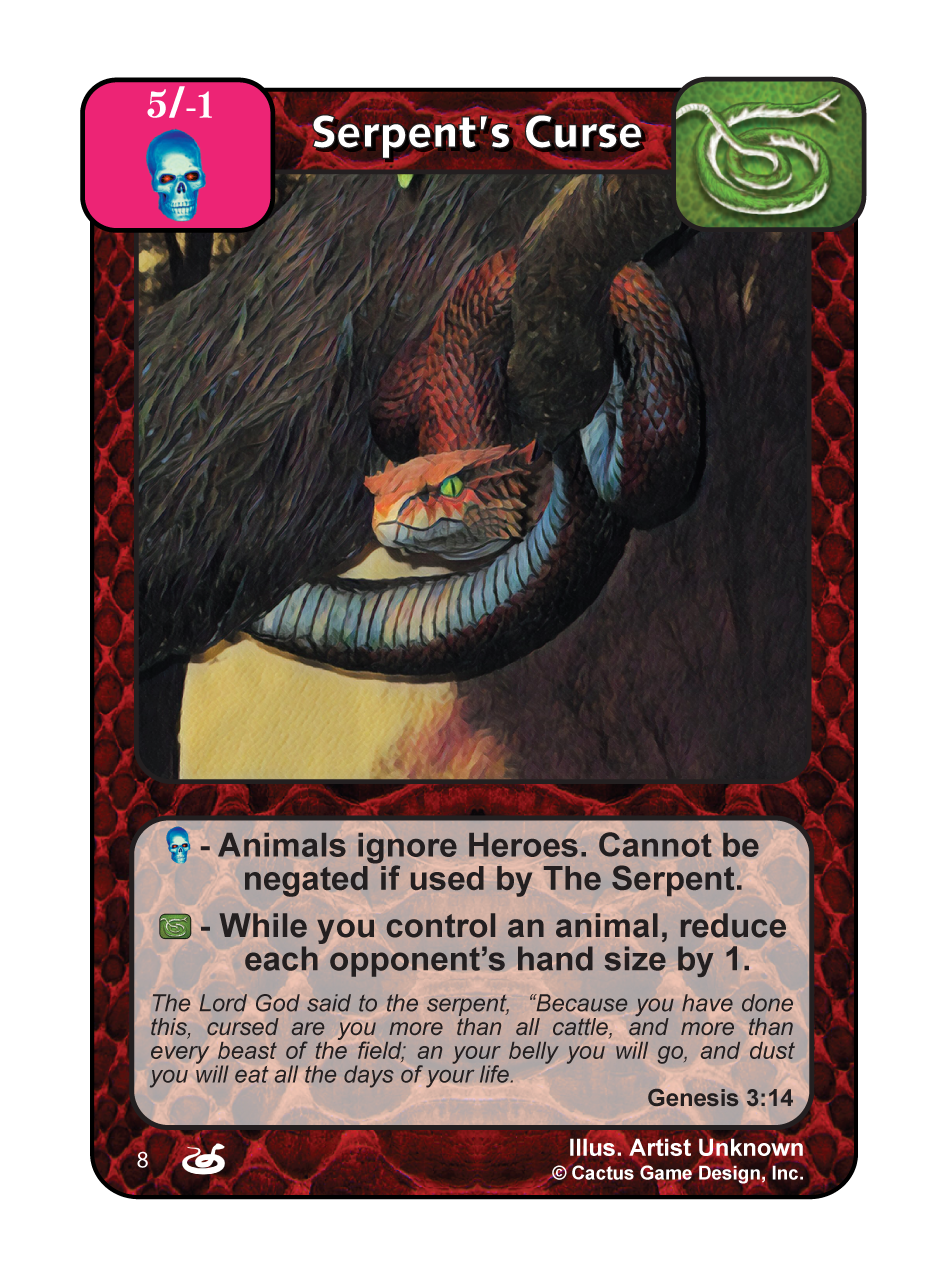 5/-1
Serpent's Curse
- Animals ignore Heroes. Cannot be
negated if used by The Serpent.
- While you control an animal, reduce
each opponent's hand size by 1.
The Lord God said to the serpent, “Because you have done
this, cursed are you more than all cattle, and more than
every beast of the field; an your belly you will go, and dust
you will eat all the days of your life.
Genesis 3:14
8
Illus. Artist Unknown
© Cactus Game Design, Inc.